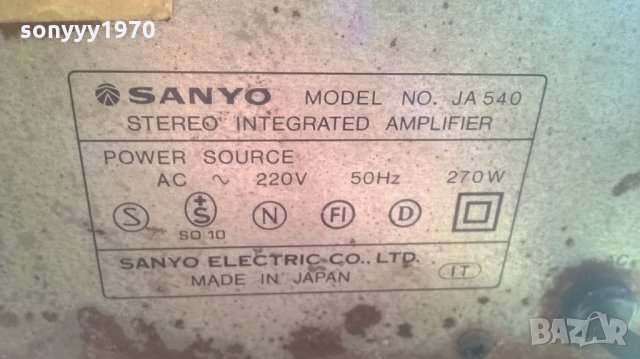 sonyyy1970
SANYO MODEL NO. JA 540
STEREO INTEGRATED AMPLIFIER
POWER SOURCE
AC ~ 220V 50Hz 270W
S +S N FI D
SO 10
SANYO ELECTRIC CO., LTD.
MADE IN JAPAN IT
BAZAR